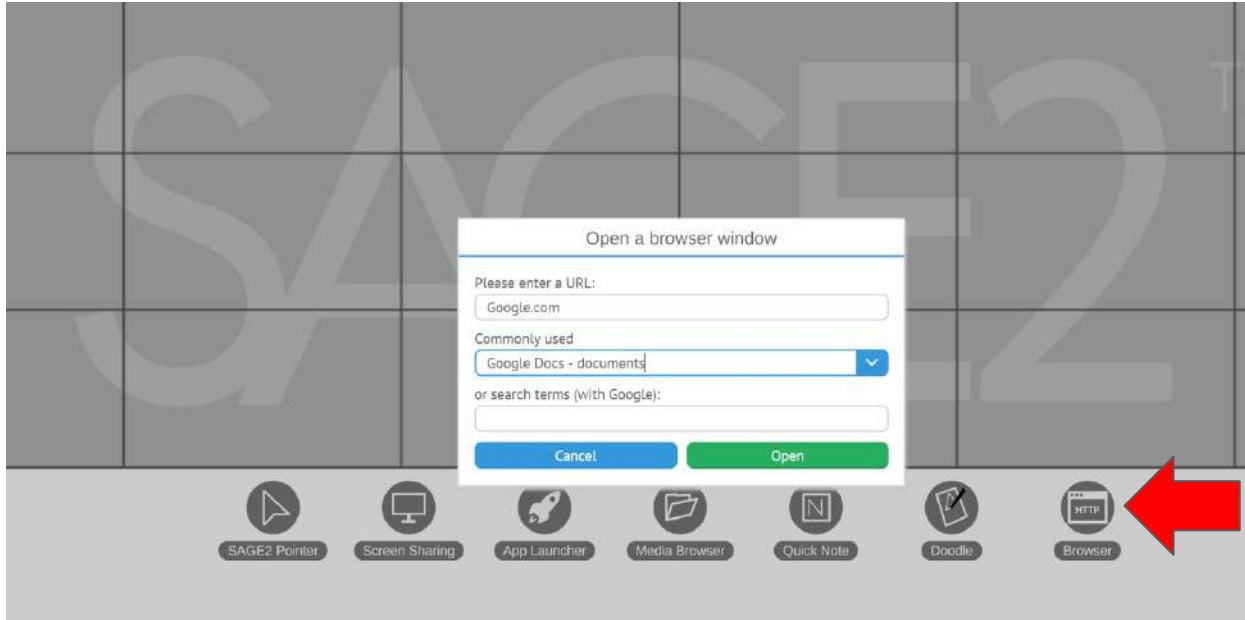 SAGE2
T
Open a browser window
Please enter a URL:
Google.com
Commonly used
Google Docs - documents
or search terms (with Google):
Cancel
Open
N
HTTP
SAGE2 Pointer
Screen Sharing
App Launcher
Media Browser
Quick Note
Doodle
Browser